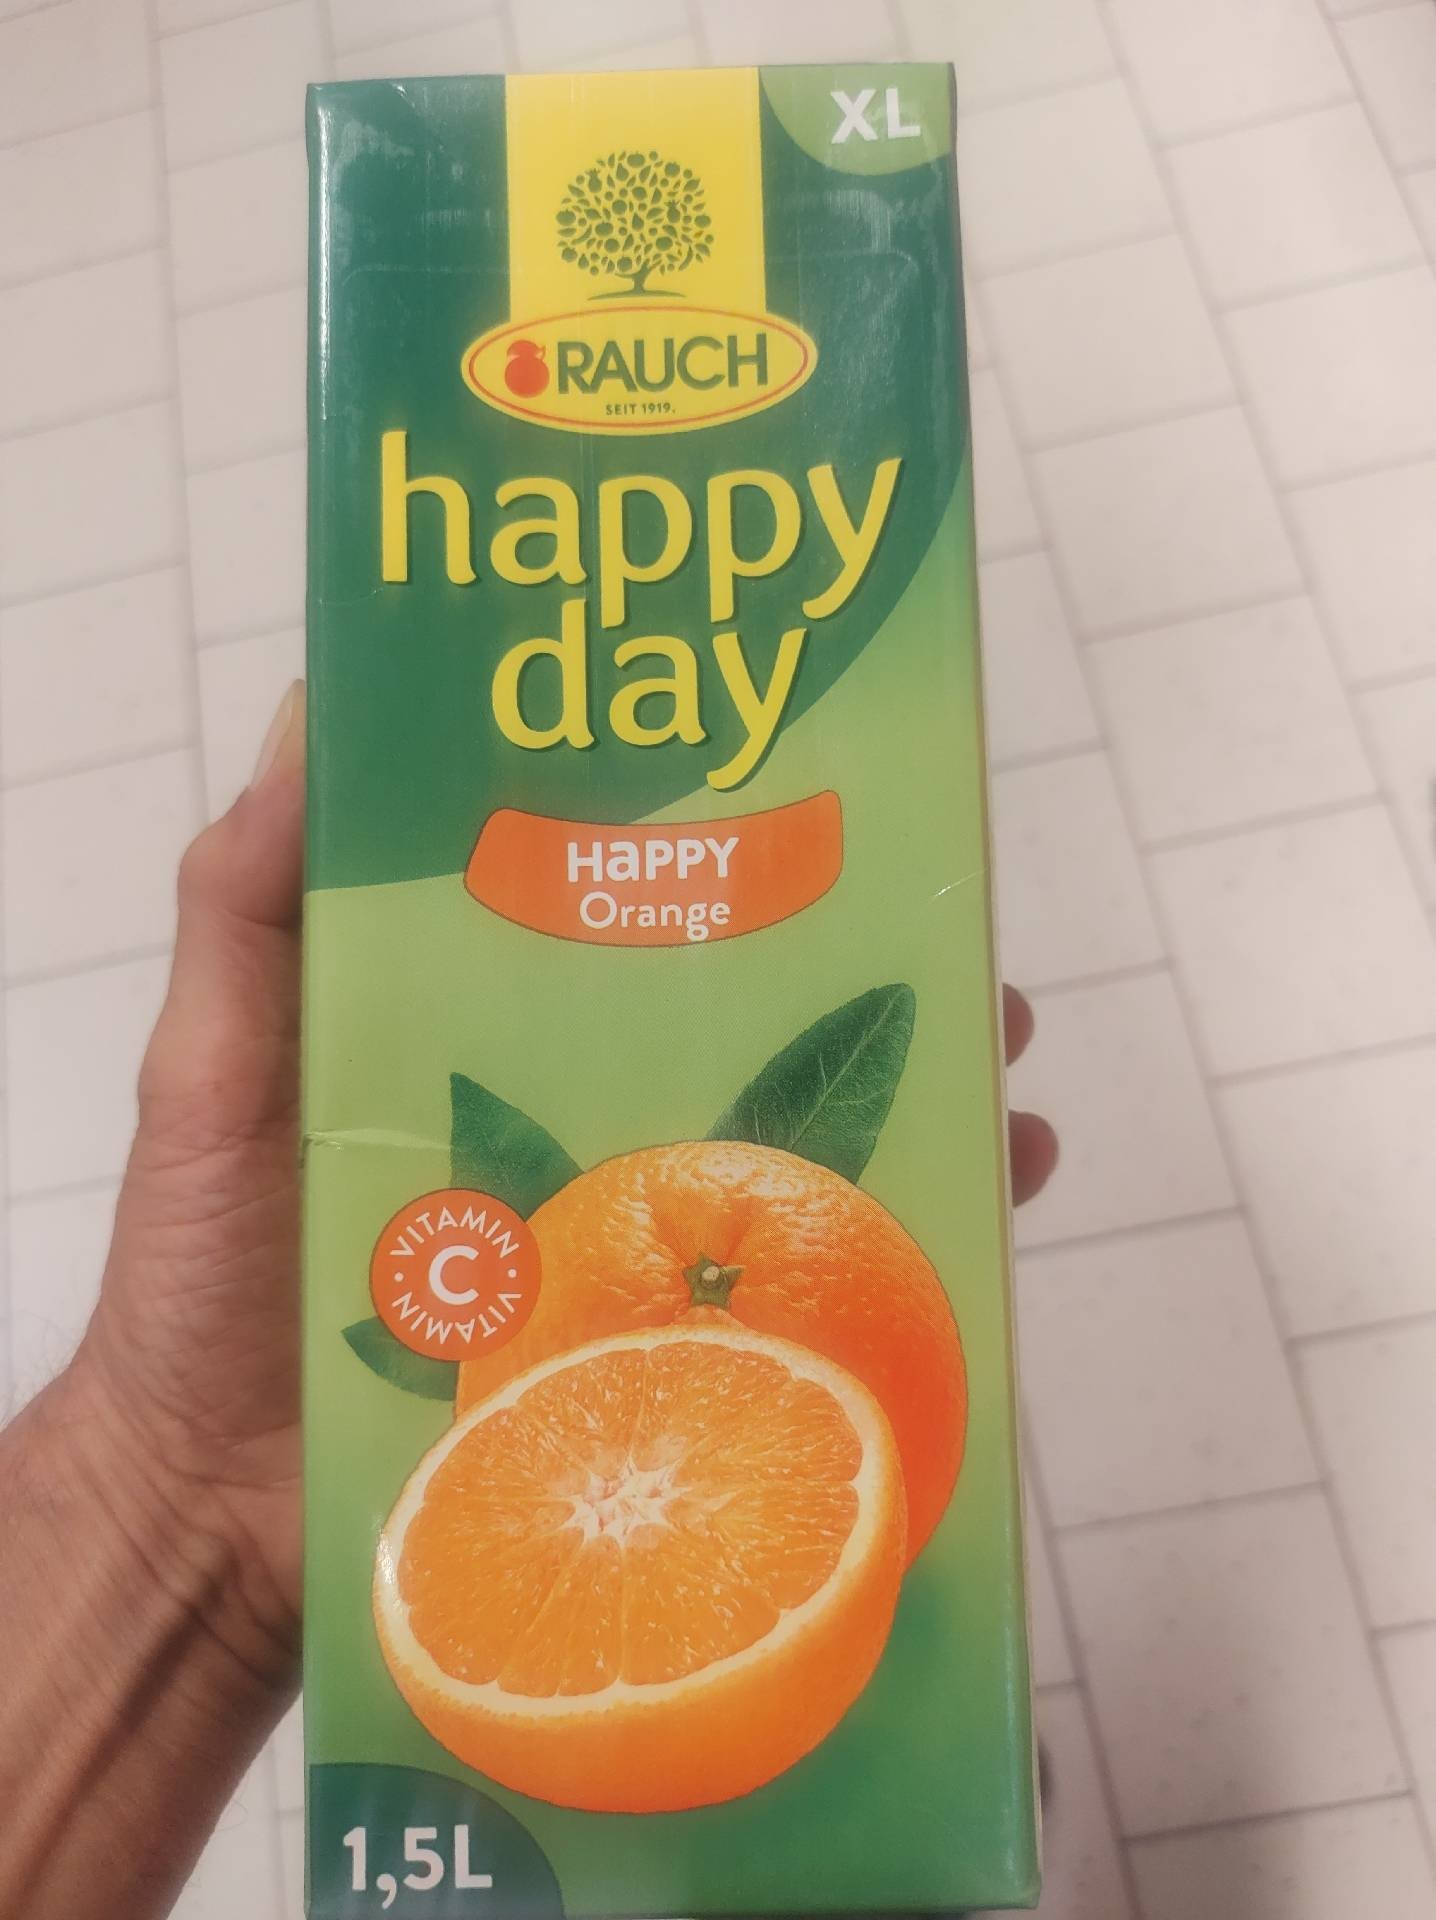 XL
RAUCH
SEIT 1919.
happy
day
HAPPY
Orange
VITAMIN
C
VITAMIN
1,5L